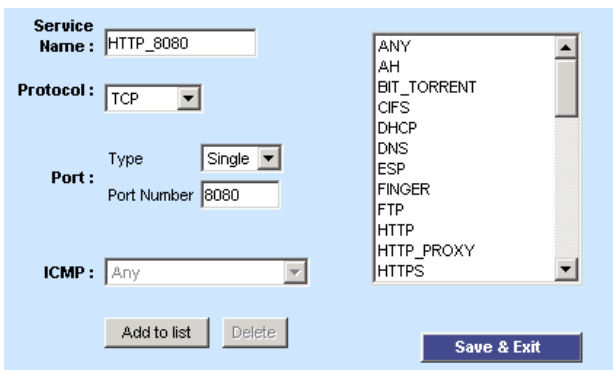 Service
Name : HTTP_8080
Protocol : TCP
Type Single
Port :
Port Number 8080
ICMP : Any
Add to list Delete
ANY
AH
BIT_TORRENT
CIFS
DHCP
DNS
ESP
FINGER
FTP
HTTP
HTTP_PROXY
HTTPS
Save & Exit